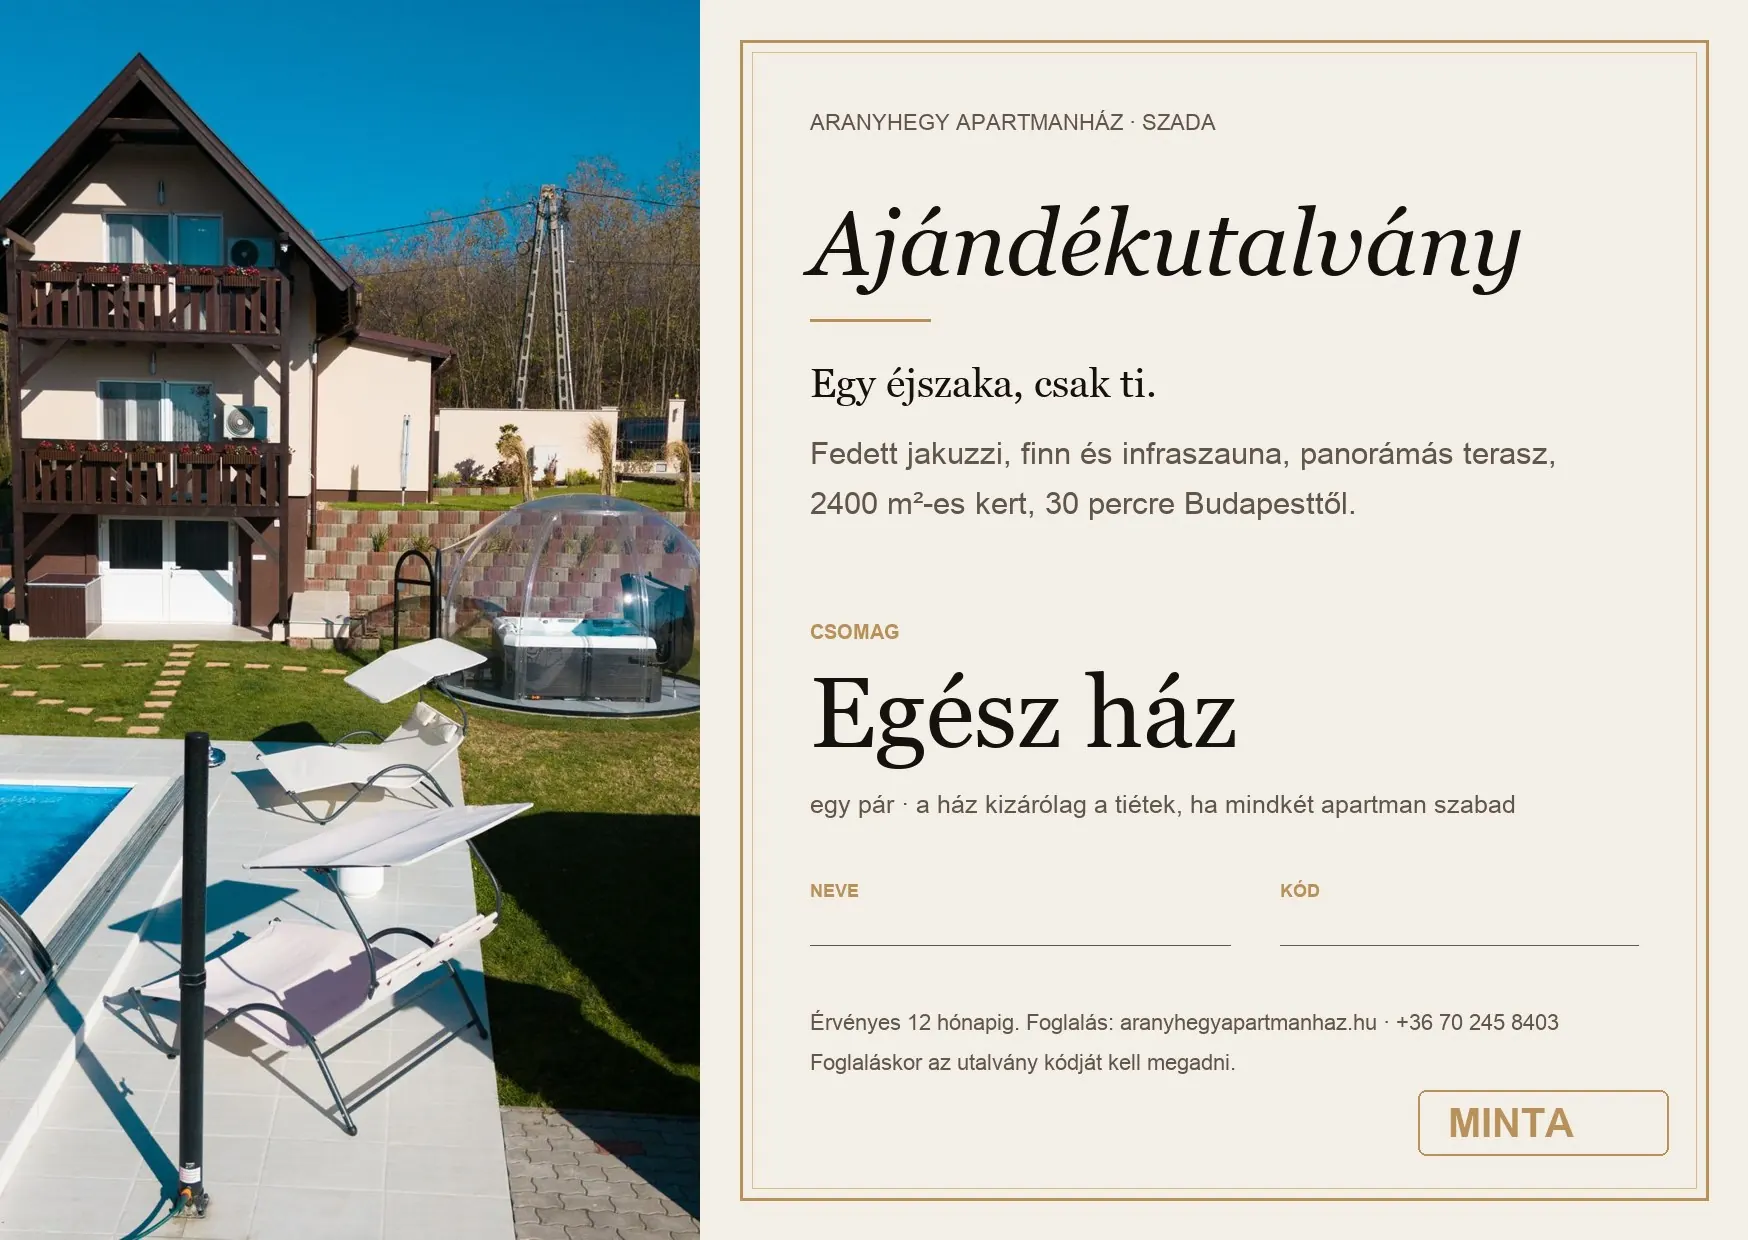 ARANYHEGY APARTMANHÁZ · SZADA
Ajándékutalvány
Egy éjszaka, csak ti.
Fedett jakuzzi, finn és infraszauna, panorámás terasz,
2400 m²-es kert, 30 percre Budapesttől.
CSOMAG
Egész ház
egy pár · a ház kizárólag a tiétek, ha mindkét apartman szabad
NEVE
KÓD
Érvényes 12 hónapig. Foglalás: aranyhegyapartmanhaz.hu · +36 70 245 8403
Foglaláskor az utalvány kódját kell megadni.
MINTA